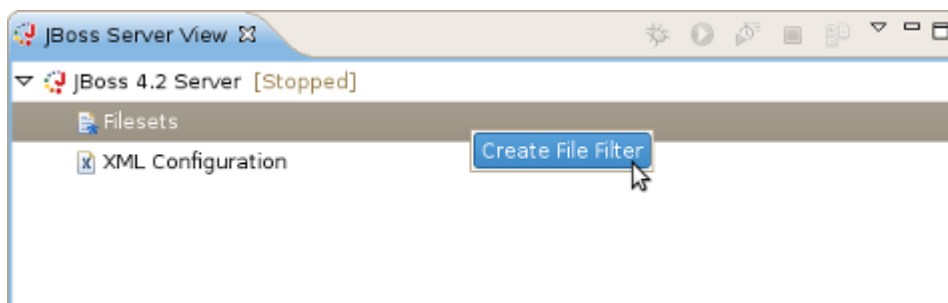 JBoss Server View
JBoss 4.2 Server [Stopped]
Filesets
Create File Filter
XML Configuration